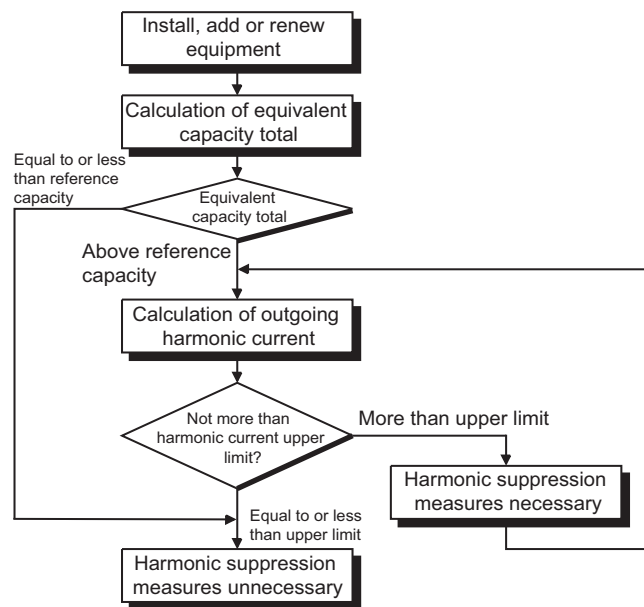 Install, add or renew
equipment
Calculation of equivalent
capacity total
Equal to or less
than reference
capacity
Equivalent
capacity total
Above reference
capacity
Calculation of outgoing
harmonic current
Not more than
harmonic current upper
limit?
More than upper limit
Harmonic suppression
measures necessary
Equal to or less
than upper limit
Harmonic suppression
measures unnecessary